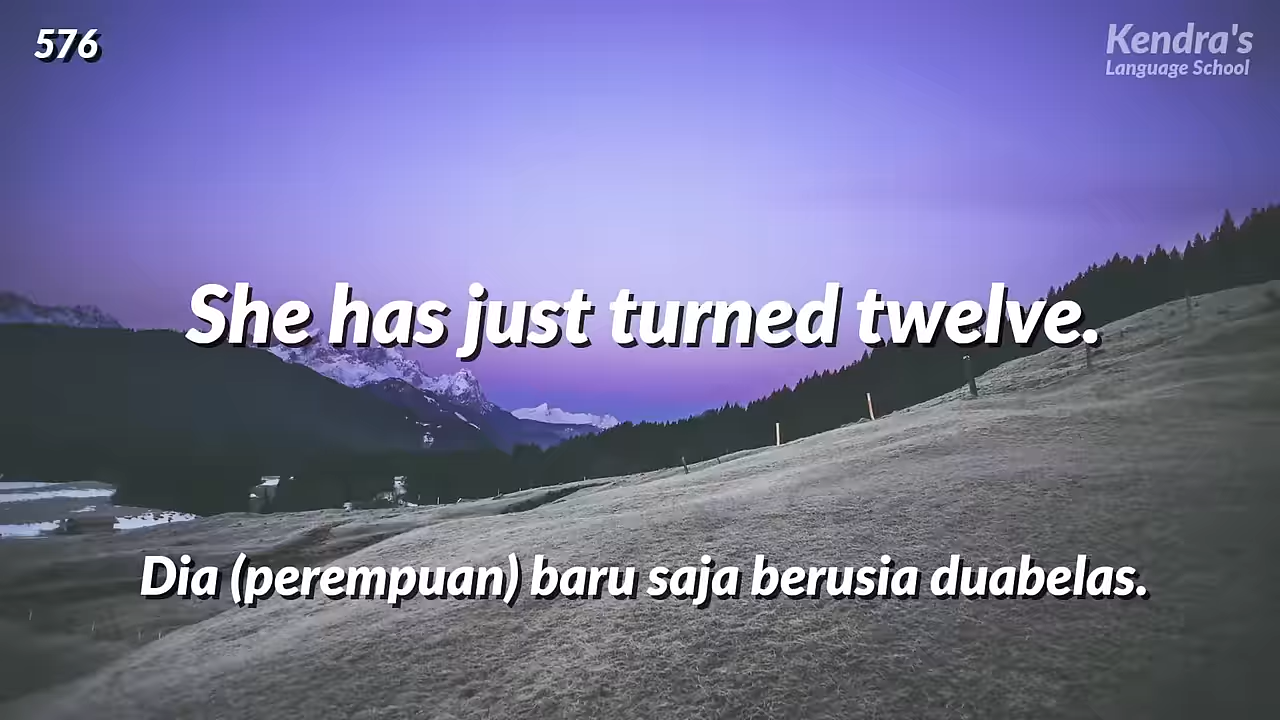 576
Kendra's
Language School
She has just turned twelve.
Dia (perempuan) baru saja berusia duabelas.